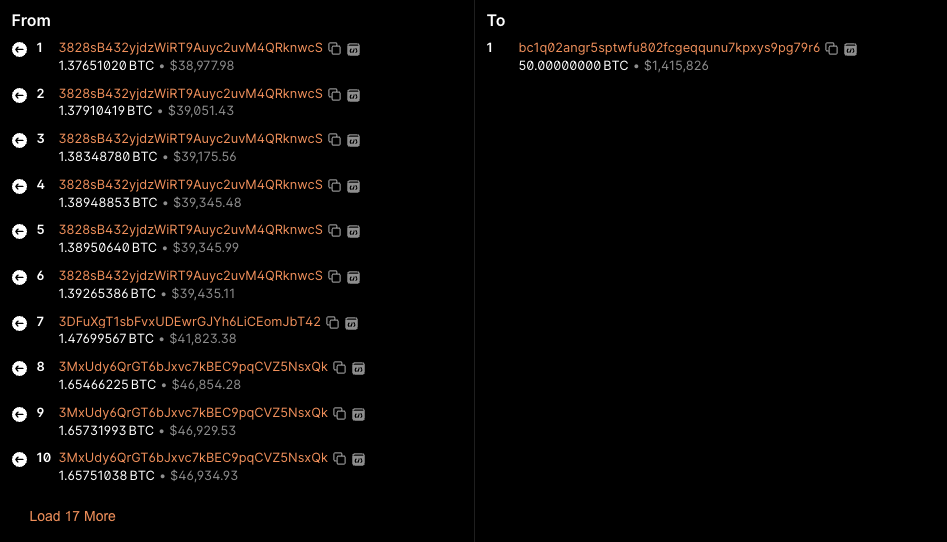 From
1 3828sB432yjdzWiRT9Auyc2uvM4QRknwcS
1.37651020 BTC • $38,977.98
2 3828sB432yjdzWiRT9Auyc2uvM4QRknwcS
1.37910419 BTC • $39,051.43
3 3828sB432yjdzWiRT9Auyc2uvM4QRknwcS
1.38348780 BTC • $39,175.56
4 3828sB432yjdzWiRT9Auyc2uvM4QRknwcS
1.38948853 BTC • $39,345.48
5 3828sB432yjdzWiRT9Auyc2uvM4QRknwcS
1.38950640 BTC • $39,345.99
6 3828sB432yjdzWiRT9Auyc2uvM4QRknwcS
1.39265386 BTC • $39,435.11
7 3DFuXgT1sbFvxUDEwrGJYh6LiCEomJbT42
1.47699567 BTC • $41,823.38
8 3MxUdy6QrGT6bJxvc7kBEC9pqCVZ5NsxQk
1.65466225 BTC • $46,854.28
9 3MxUdy6QrGT6bJxvc7kBEC9pqCVZ5NsxQk
1.65731993 BTC • $46,929.53
10 3MxUdy6QrGT6bJxvc7kBEC9pqCVZ5NsxQk
1.65751038 BTC • $46,934.93
Load 17 More
To
1 bc1q02angr5sptwfu802fcgeqqunu7kpxys9pg79r6
50.00000000 BTC • $1,415,826